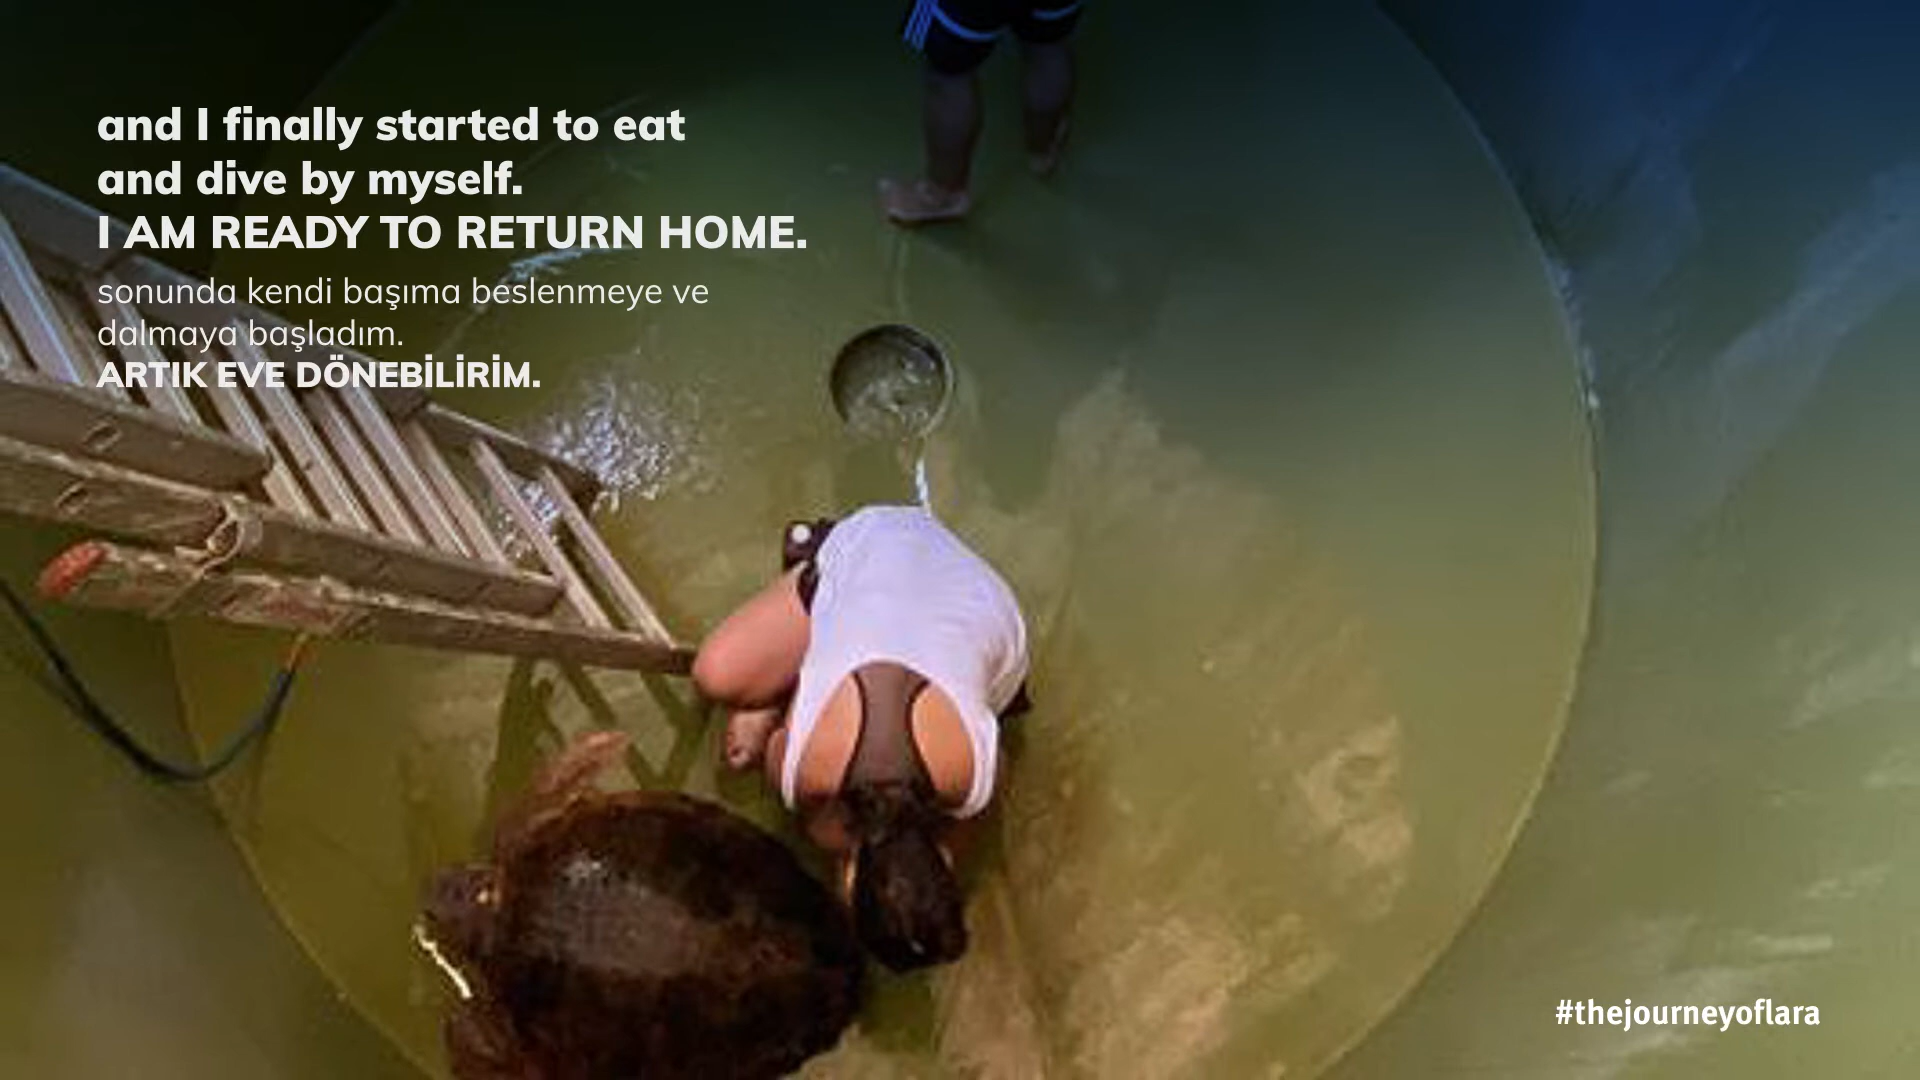 and I finally started to eat
and dive by myself.
I AM READY TO RETURN HOME.
sonunda kendi başıma beslenmeye ve
dalmaya başladım.
ARTIK EVE DÖNEBİLİRİM.
#thejourneyoflara